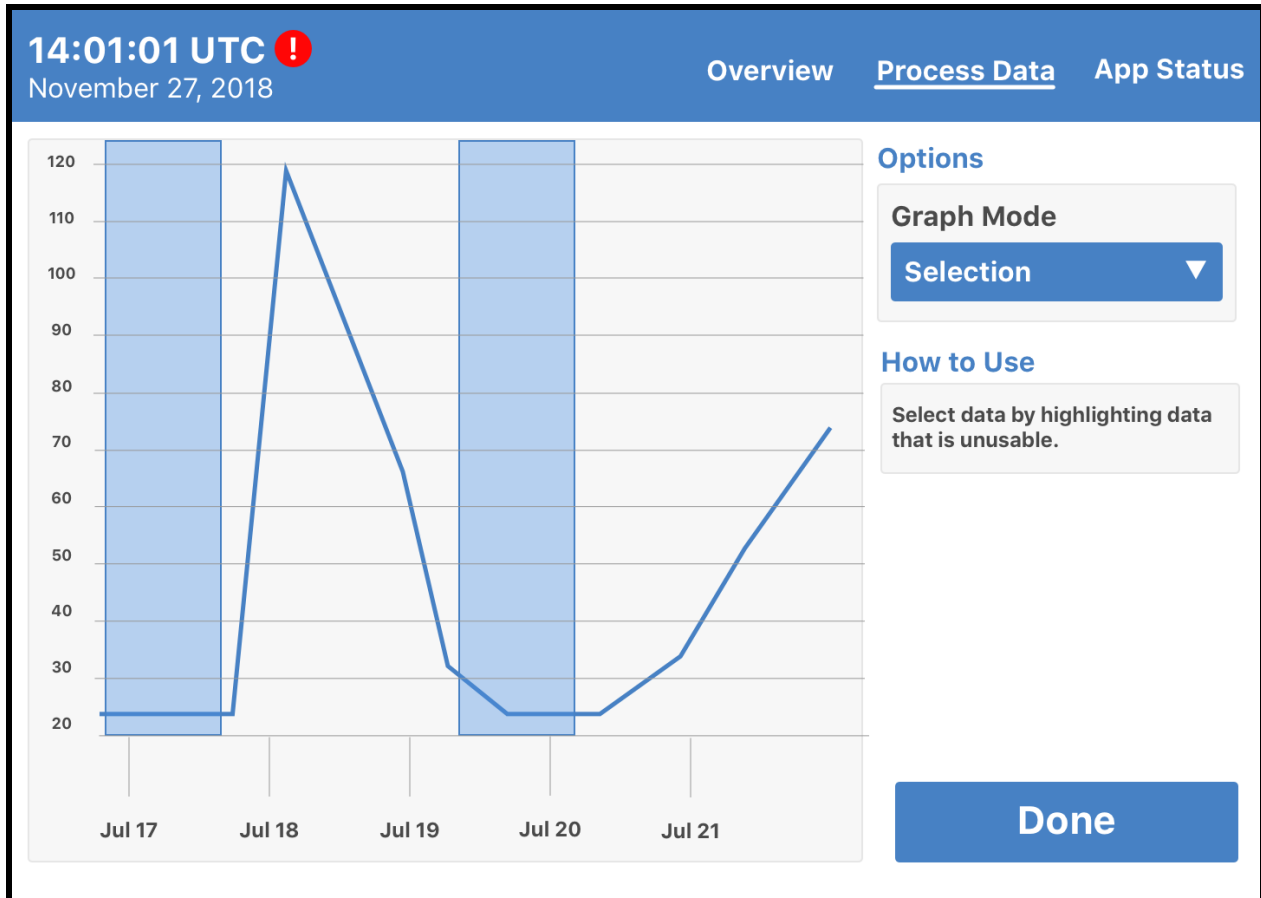 14:01:01 UTC !
November 27, 2018
Overview Process Data App Status
120
110
100
90
80
70
60
50
40
30
20
Jul 17 Jul 18 Jul 19 Jul 20 Jul 21
Options
Graph Mode
Selection ▼
How to Use
Select data by highlighting data
that is unusable.
Done